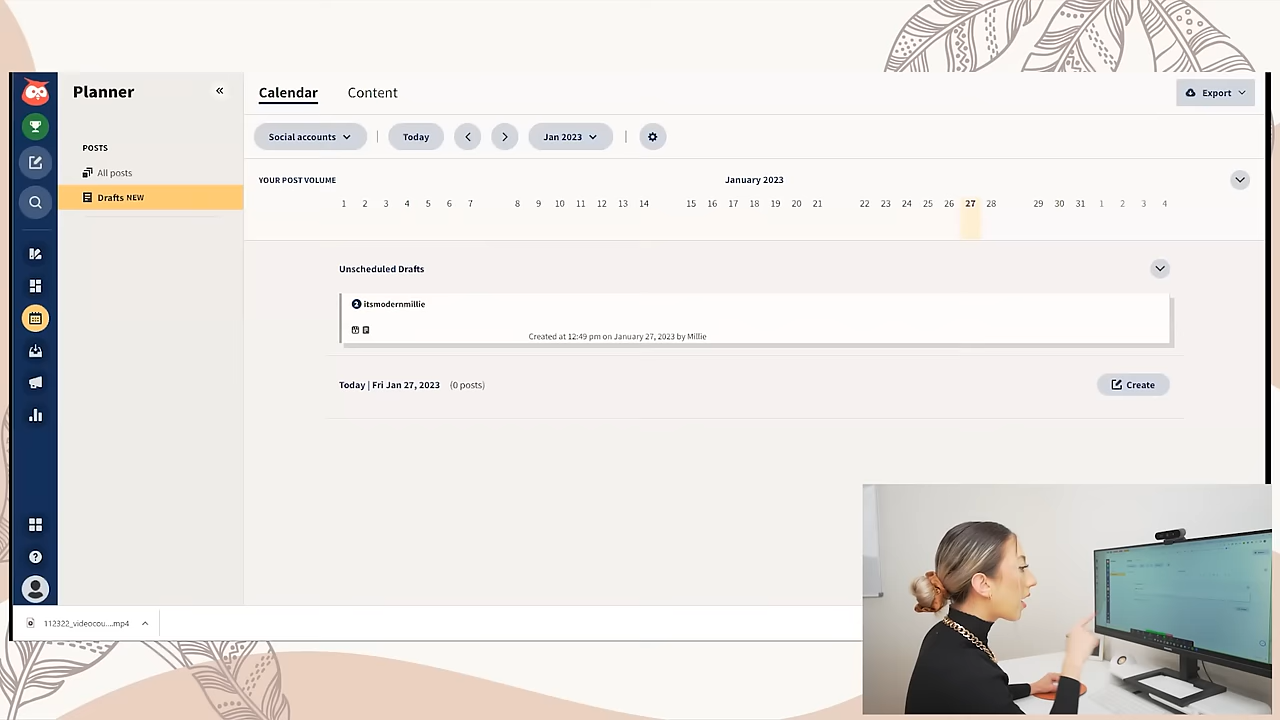 Planner
Calendar
Content
Export
Social accounts
Today
Jan 2023
POSTS
All posts
Drafts NEW
YOUR POST VOLUME
January 2023
1 2 3 4 5 6 7 8 9 10 11 12 13 14 15 16 17 18 19 20 21 22 23 24 25 26 27 28 29 30 31 1 2 3 4
Unscheduled Drafts
itsmodernmillie
Created at 12:49 pm on January 27, 2023 by Millie
Today | Fri Jan 27, 2023 (0 posts)
Create
112322_videocou....mp4